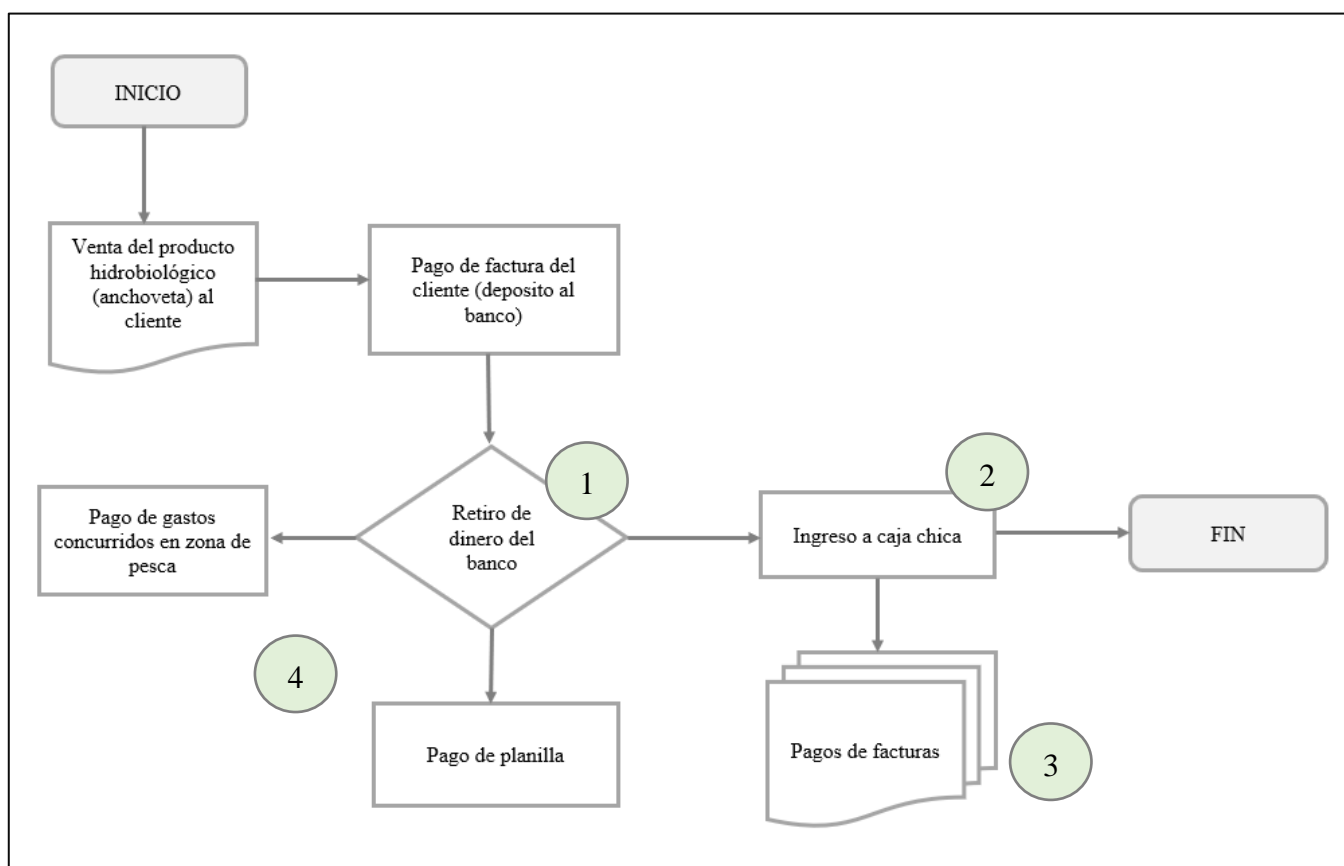 INICIO
Venta del producto
hidrobiológico
(anchoveta) al
cliente
Pago de factura del
cliente (deposito al
banco)
Retiro de
dinero del
banco
1
Pago de gastos
concurridos en zona de
pesca
Ingreso a caja chica
2
FIN
4
Pago de planilla
Pagos de facturas
3